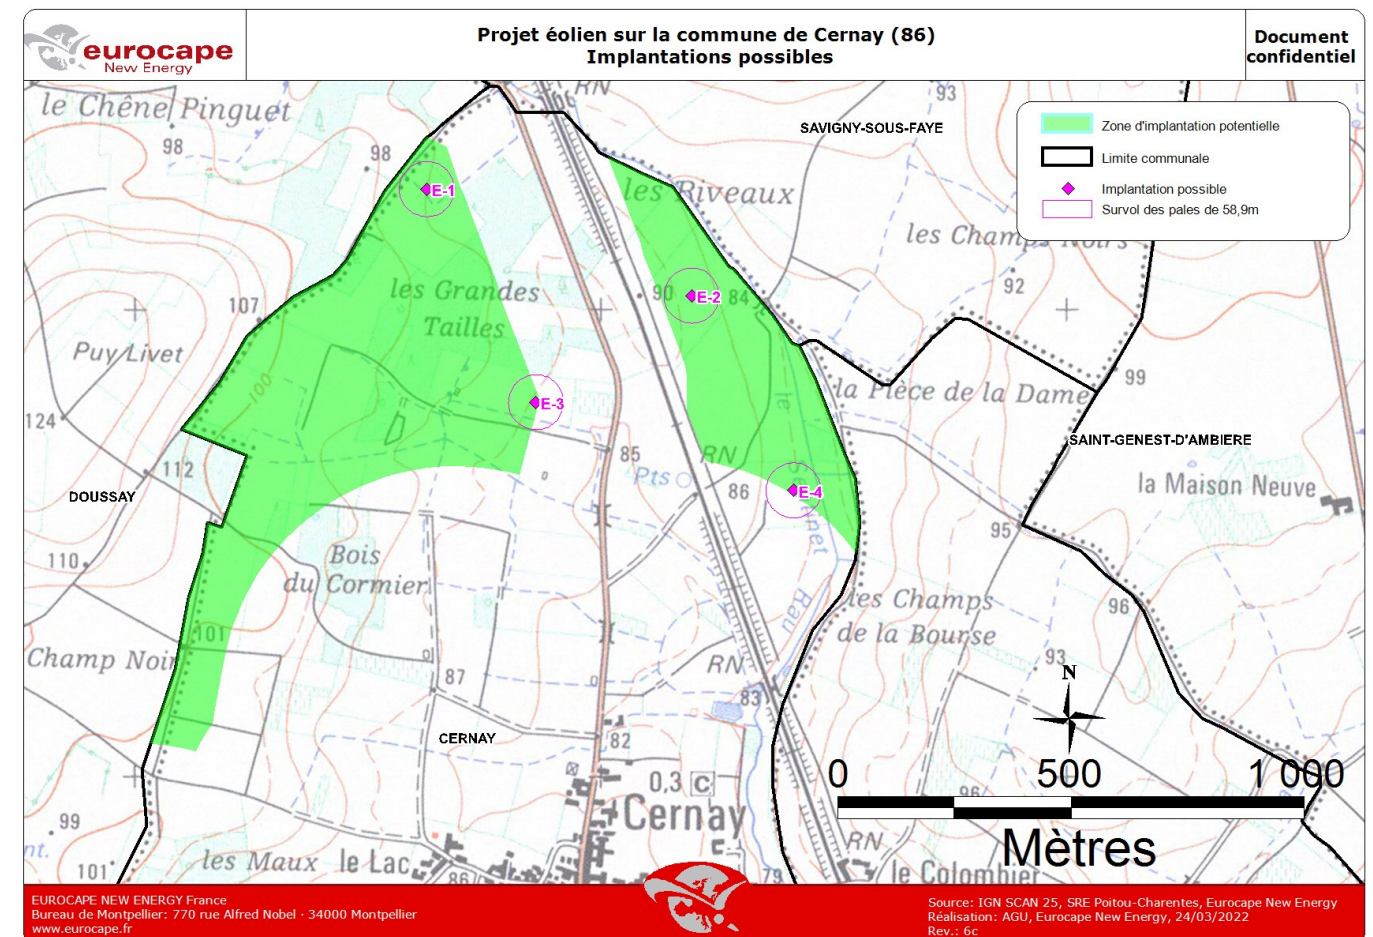 eurocape
New Energy
Projet éolien sur la commune de Cernay (86)
Implantations possibles
Document
confidentiel
Zone d'implantation potentielle
Limite communale
Implantation possible
Survol des pales de 58,9m
le Chêne Pinguet
RN
93
SAVIGNY-SOUS-FAYE
98
98
E-1
les Riveaux
les Champs Noirs
les Grandes
Tailles
90
E-2
84
92
107
Puy Livet
100
la Pièce de la Dame
99
E-3
124
SAINT-GENEST-D'AMBIERE
112
85
RN
Pts
86
E-4
la Maison Neuve
DOUSSAY
95
110
Bois
du Cormier
Rau
les Champs
de la Bourse
96
101
Champ Noir
RN
93
N
87
83
CERNAY
82
0,3 C
Cernay
0
500
1 000
96
Mètres
99
nt.
101
les Maux
le Lac
86
RN
79
le Colombier
EUROCAPE NEW ENERGY France
Bureau de Montpellier: 770 rue Alfred Nobel · 34000 Montpellier
www.eurocape.fr
Source: IGN SCAN 25, SRE Poitou-Charentes, Eurocape New Energy
Réalisation: AGU, Eurocape New Energy, 24/03/2022
Rev.: 6c